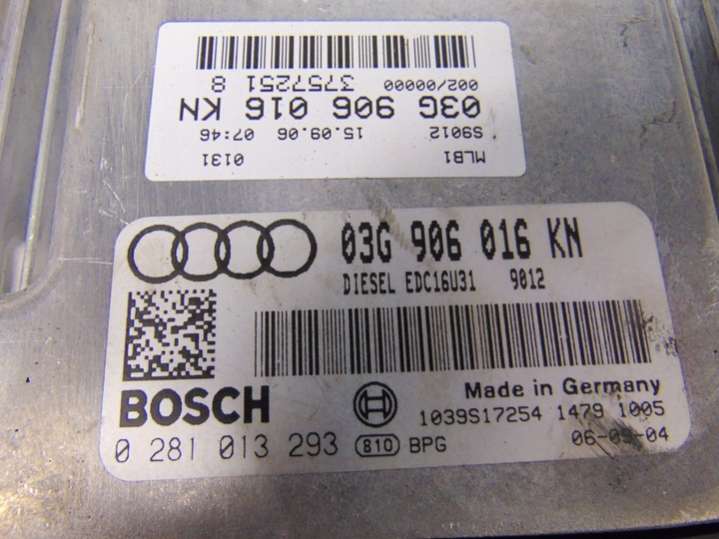 MLB1 0131
S9012 15.09.06 07:46
03G 906 016 KN
002/00000 3757251 8
03G 906 016 KN
DIESEL EDC16U31 9012
BOSCH
Made in Germany
1039S17254 1479 1005
0 281 013 293 810 BPG 06-09-04